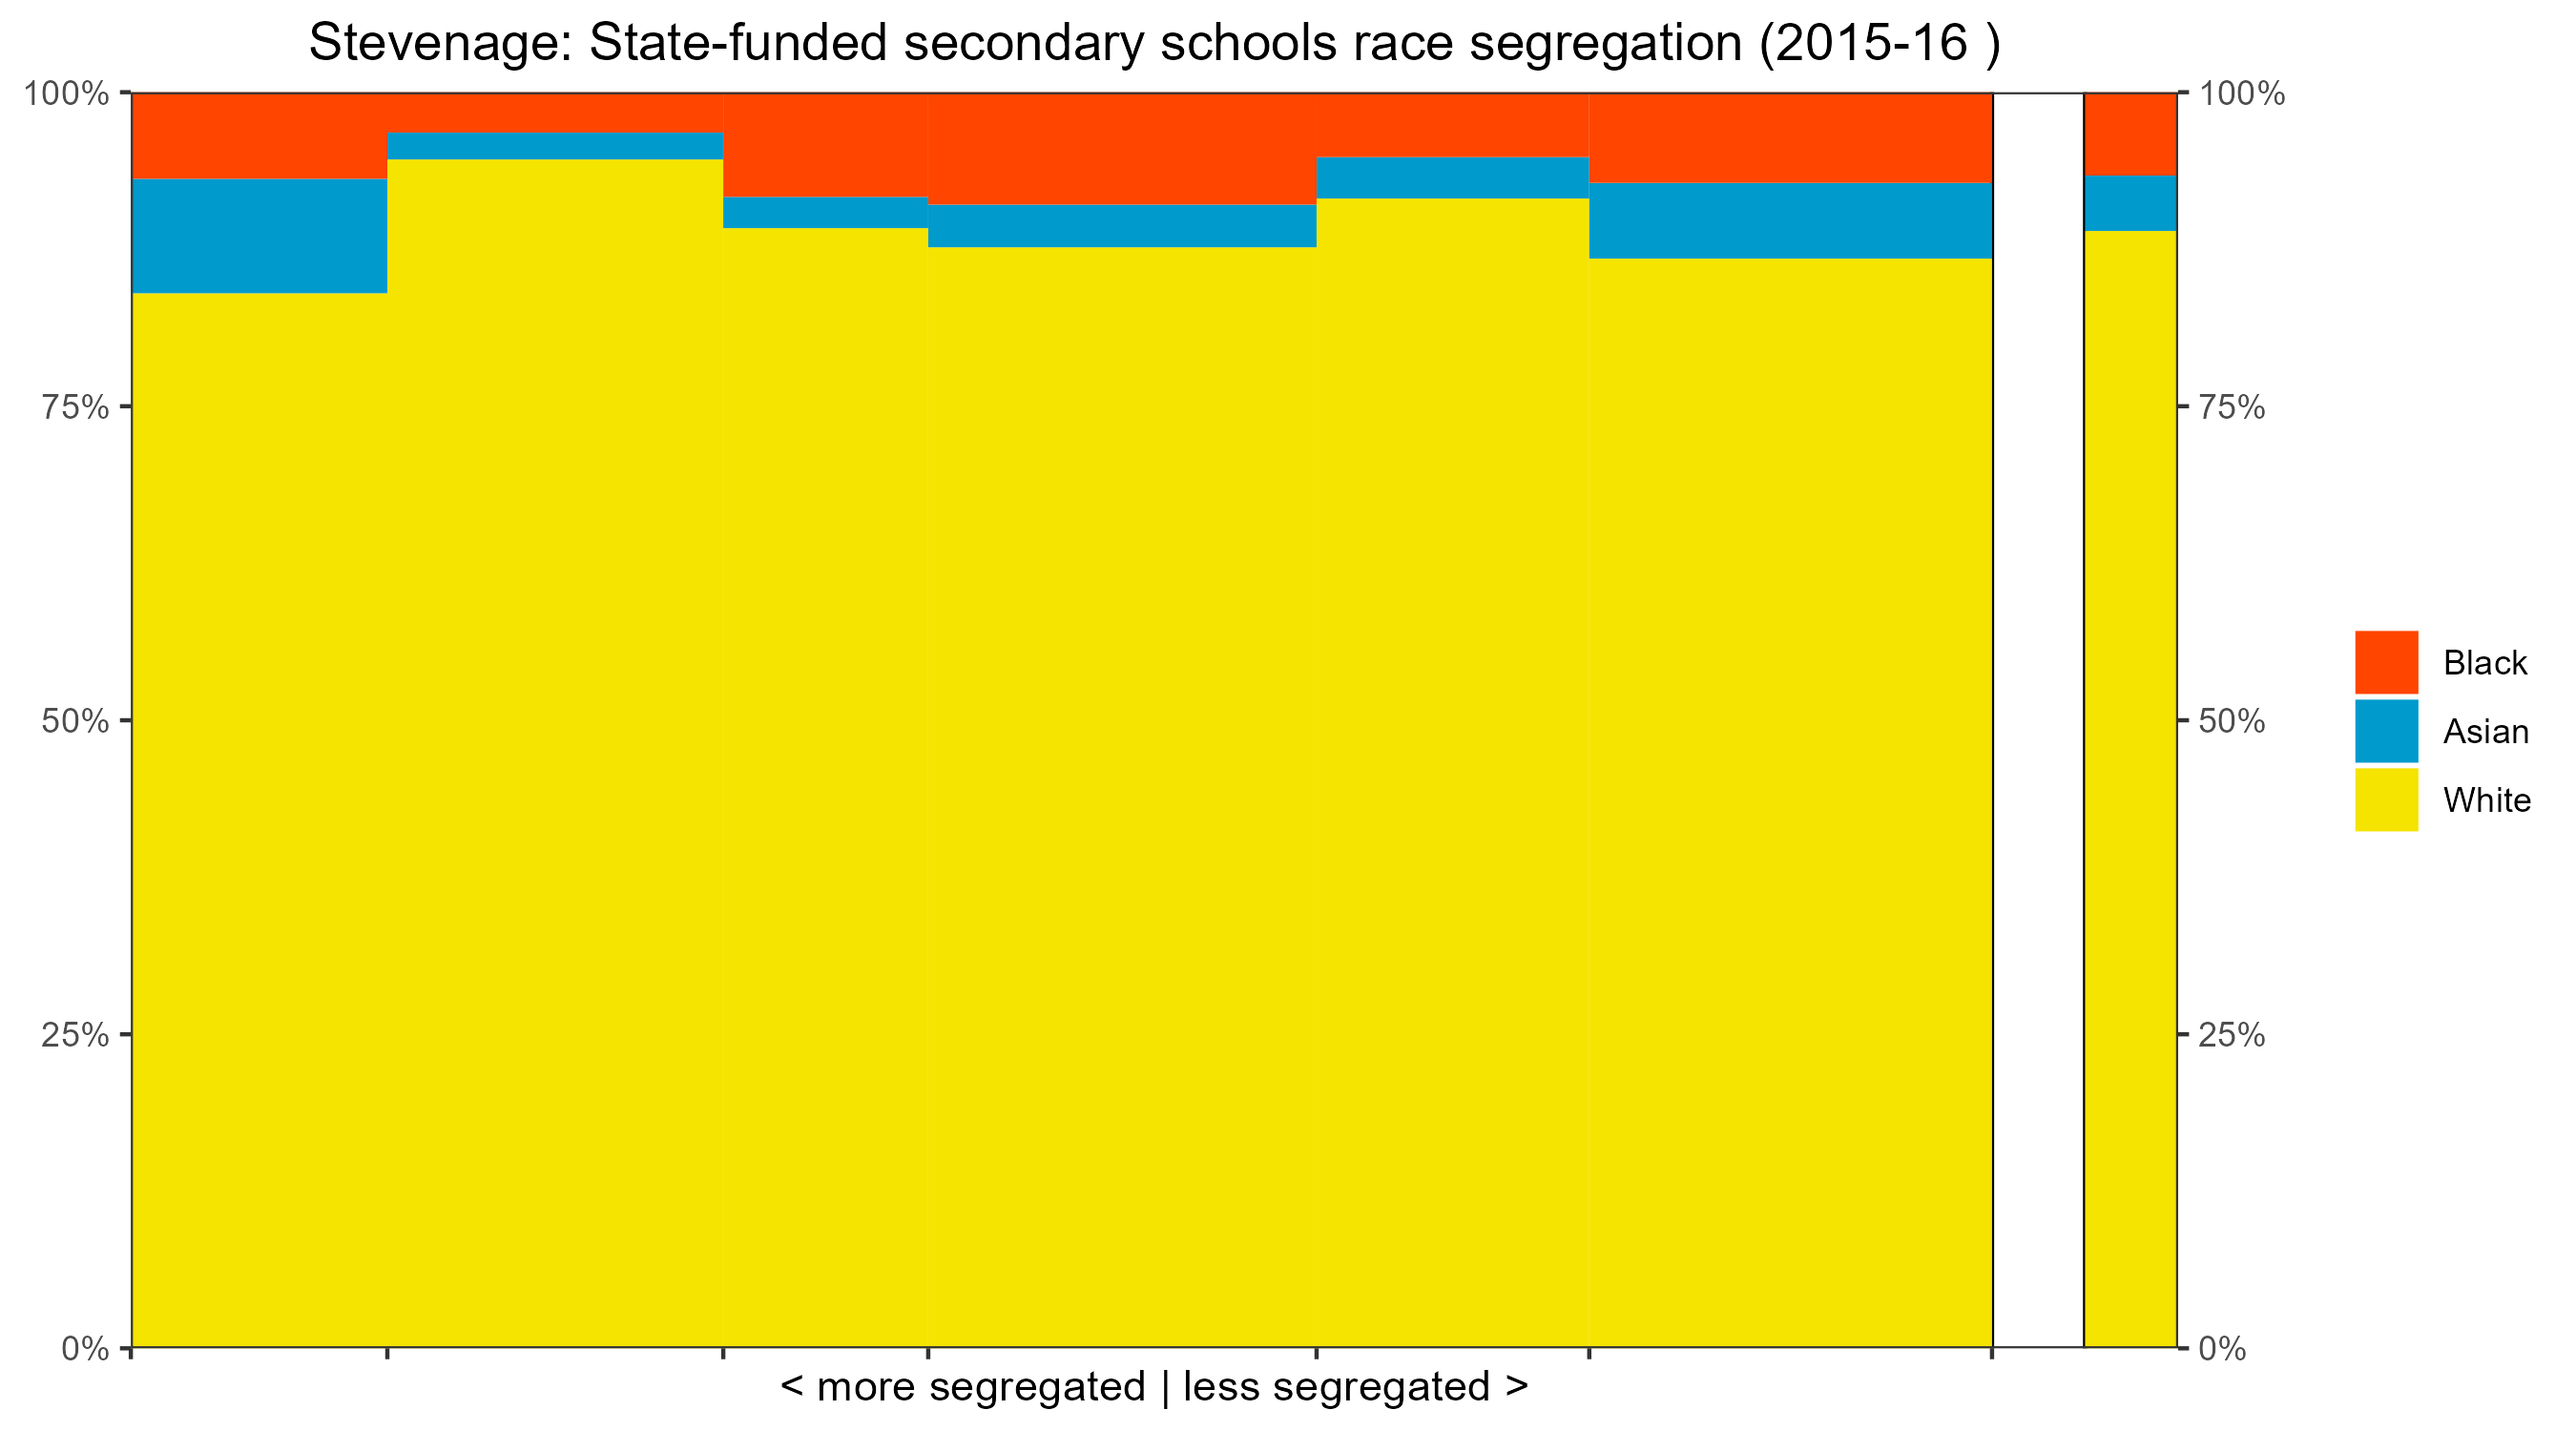 Stevenage: State-funded secondary schools race segregation (2015-16 )
100%
75%
50%
25%
0%
100%
75%
50%
25%
0%
Black
Asian
White
< more segregated | less segregated >